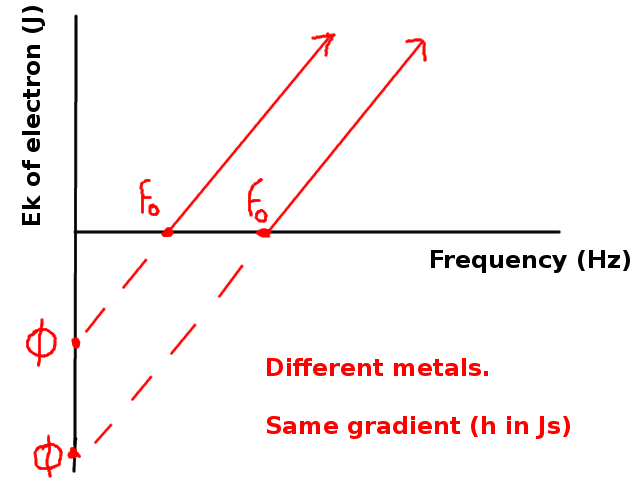 Ek of electron (J)
F₀
F₀
Frequency (Hz)
ϕ
Different metals.
Same gradient (h in Js)
ϕ